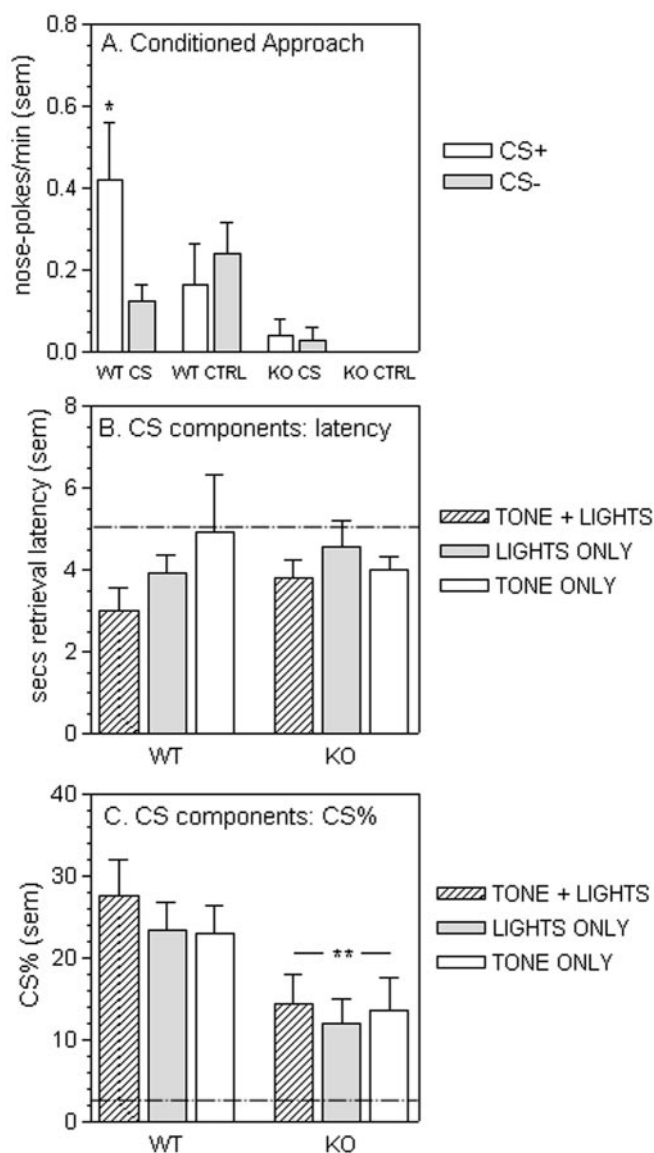 A. Conditioned Approach
nose-pokes/min (sem)
0.8
0.6
0.4
0.2
0.0
*
WT CS
WT CTRL
KO CS
KO CTRL
CS+
CS-
B. CS components: latency
secs retrieval latency (sem)
8
6
4
2
0
WT
KO
TONE + LIGHTS
LIGHTS ONLY
TONE ONLY
C. CS components: CS%
CS% (sem)
40
30
20
10
0
**
WT
KO
TONE + LIGHTS
LIGHTS ONLY
TONE ONLY